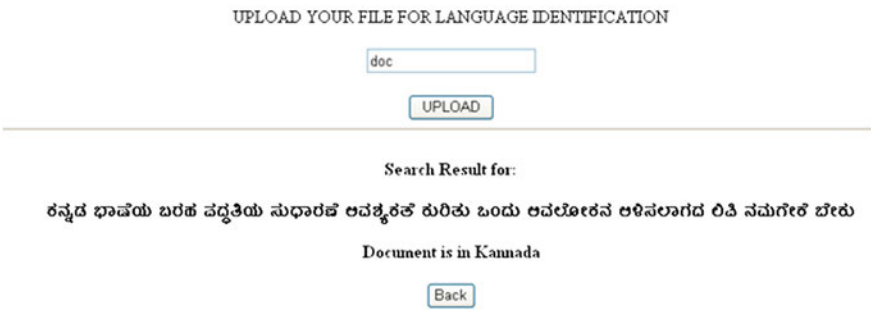 UPLOAD YOUR FILE FOR LANGUAGE IDENTIFICATION
doc
UPLOAD
Search Result for:
ಕನ್ನಡ ಭಾಷೆಯ ಬರಹ ಪದ್ಧತಿಯ ಸುಧಾರಣೆ ಅವಶ್ಯಕತೆ ಕುರಿತು ಒಂದು ಅವಲೋಕನ ಅಳಿಸಲಾಗದ ಲಿಪಿ ನಮಗೇಕೆ ಬೇಕು
Document is in Kannada
Back